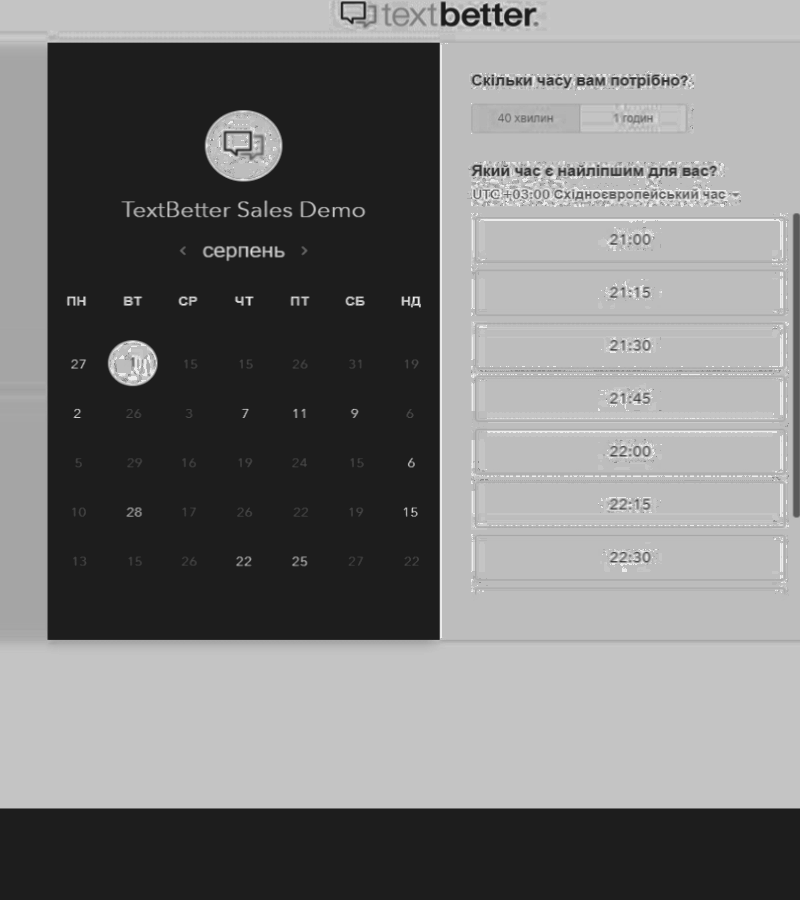 textbetter.
TextBetter Sales Demo
серпень
ПН ВТ СР ЧТ ПТ СБ НД
27 15 15 26 31 19
2 26 3 7 11 9 6
5 29 16 19 24 15 6
10 28 17 26 22 19 15
13 15 26 22 25 27 22
Скільки часу вам потрібно?
40 хвилин 1 годин
Який час є найліпшим для вас?
UTC +03:00 Східноєвропейський час
21:00
21:15
21:30
21:45
22:00
22:15
22:30